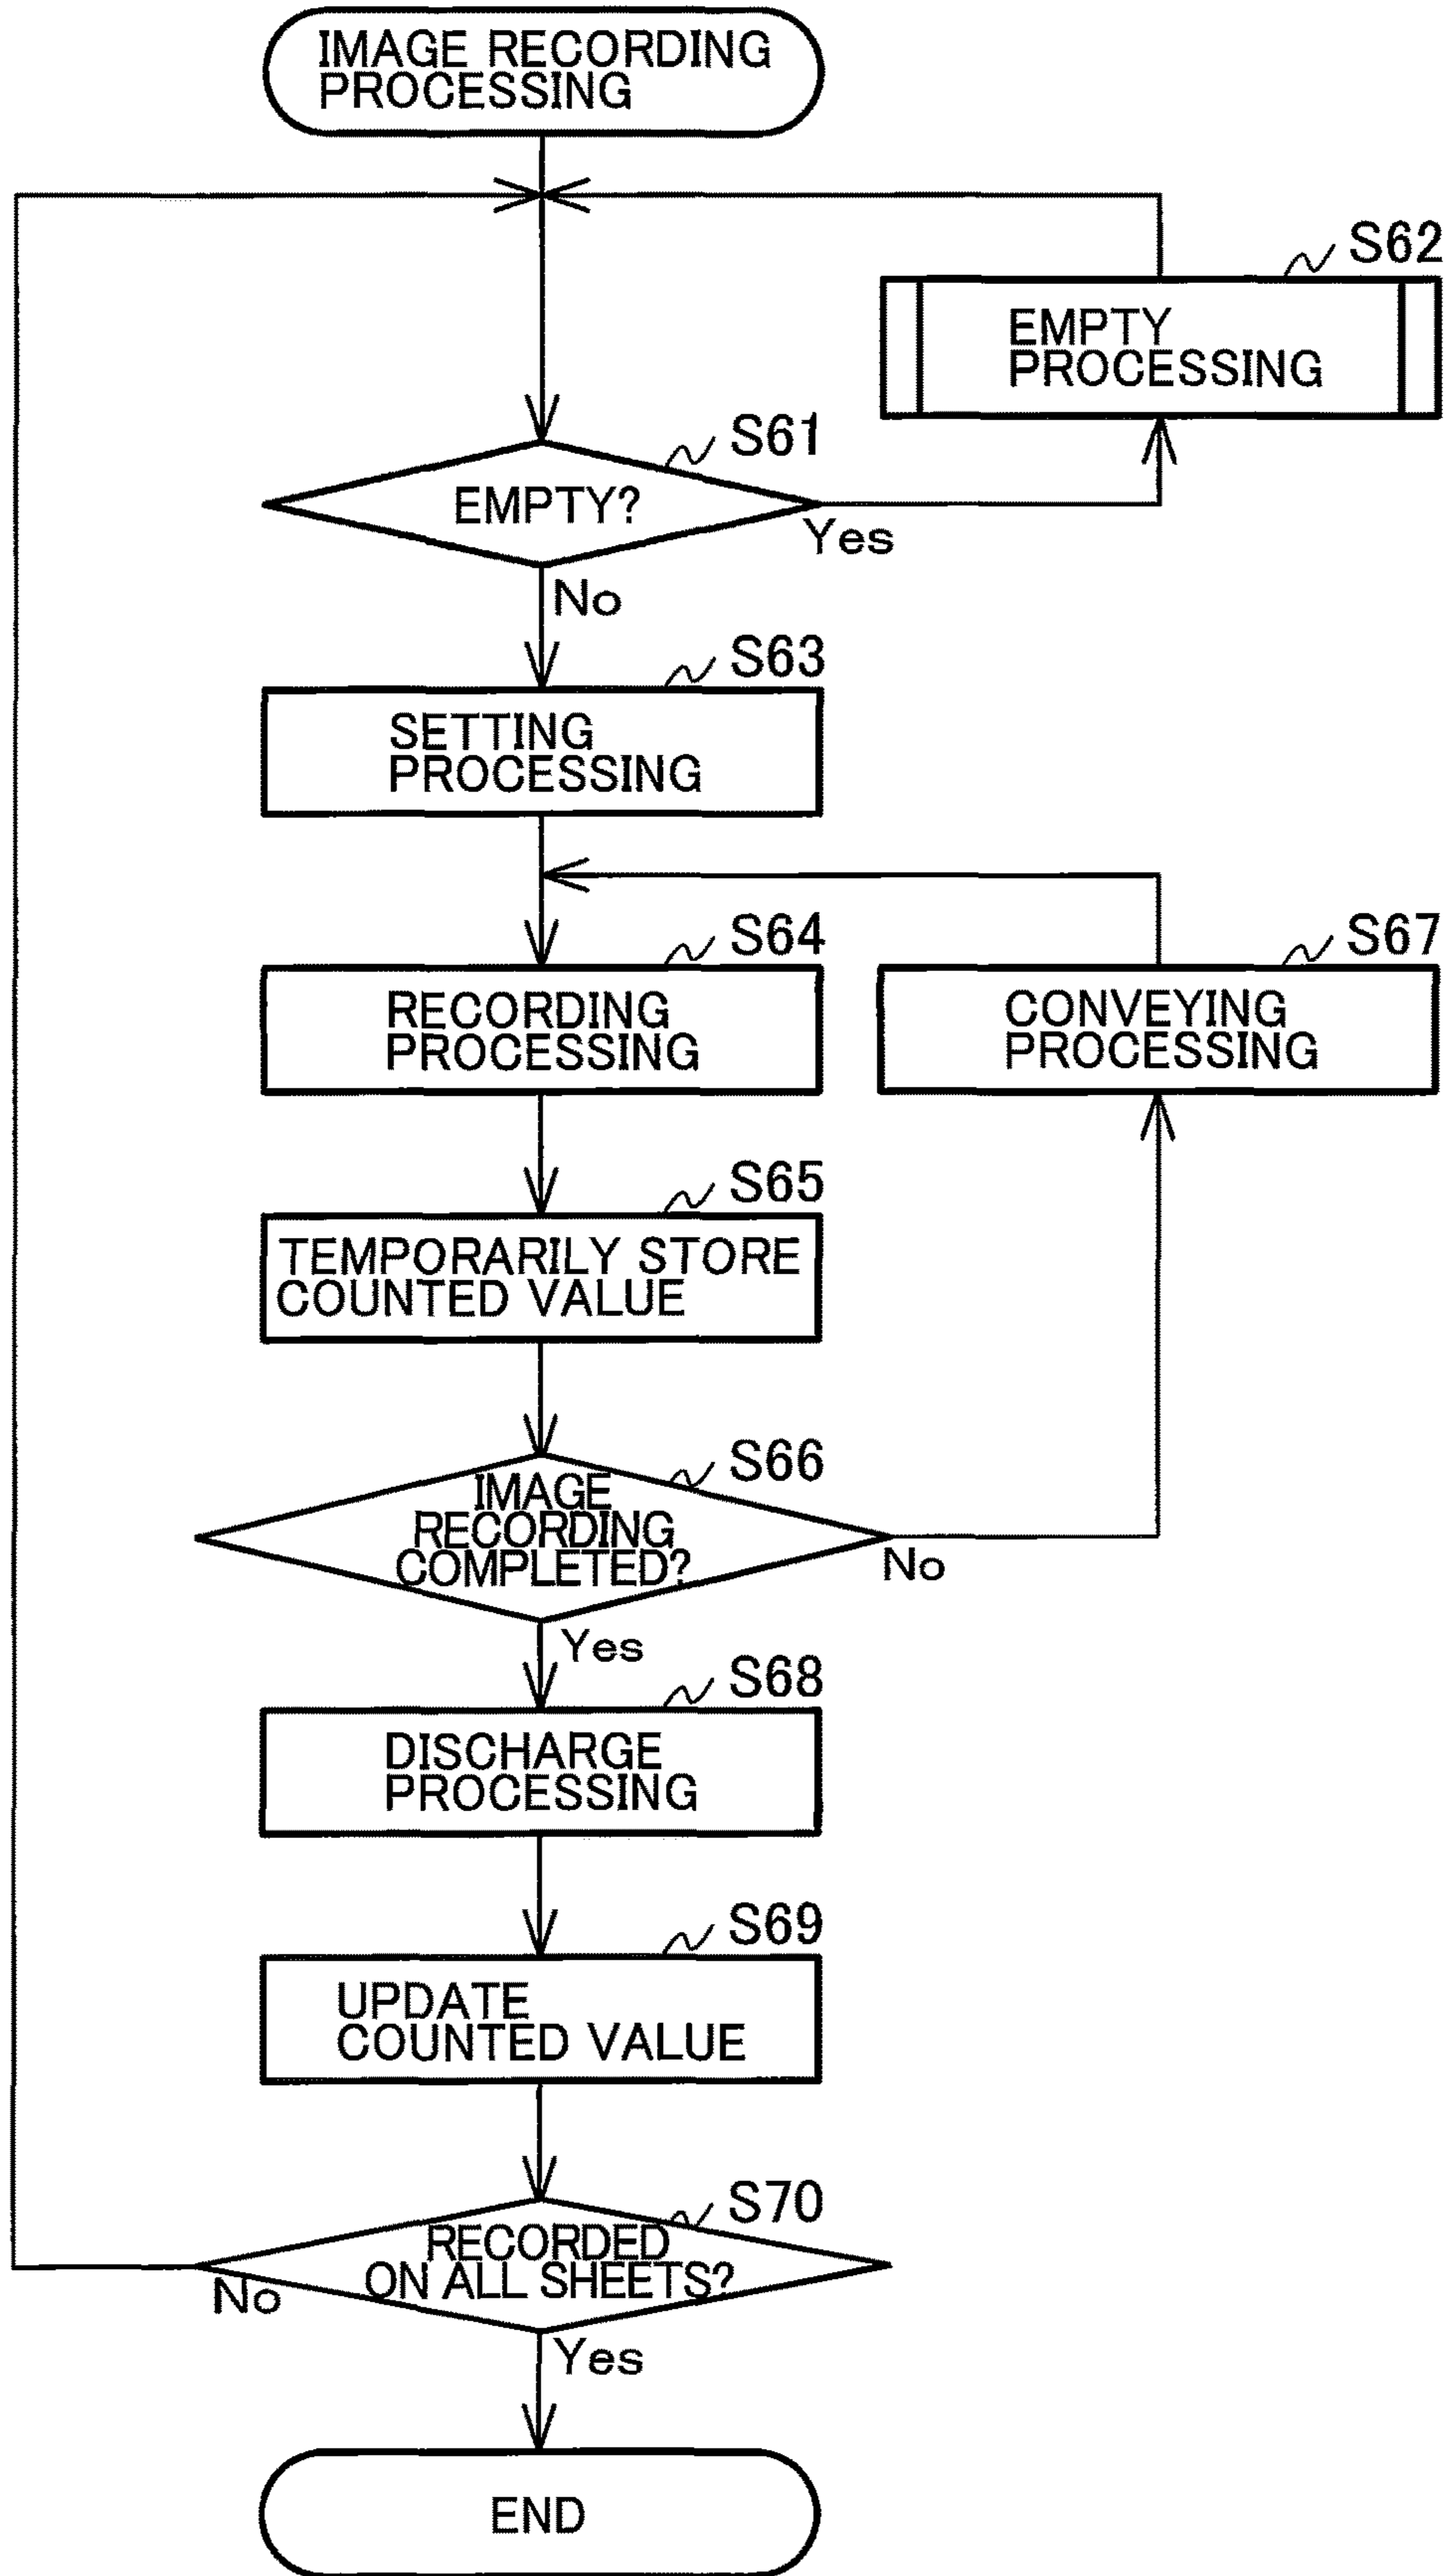 IMAGE RECORDING
PROCESSING
S62
EMPTY
PROCESSING
S61
EMPTY?
Yes
No
S63
SETTING
PROCESSING
S64
RECORDING
PROCESSING
S67
CONVEYING
PROCESSING
S65
TEMPORARILY STORE
COUNTED VALUE
S66
IMAGE
RECORDING
COMPLETED?
No
Yes
S68
DISCHARGE
PROCESSING
S69
UPDATE
COUNTED VALUE
S70
RECORDED
ON ALL SHEETS?
No
Yes
END